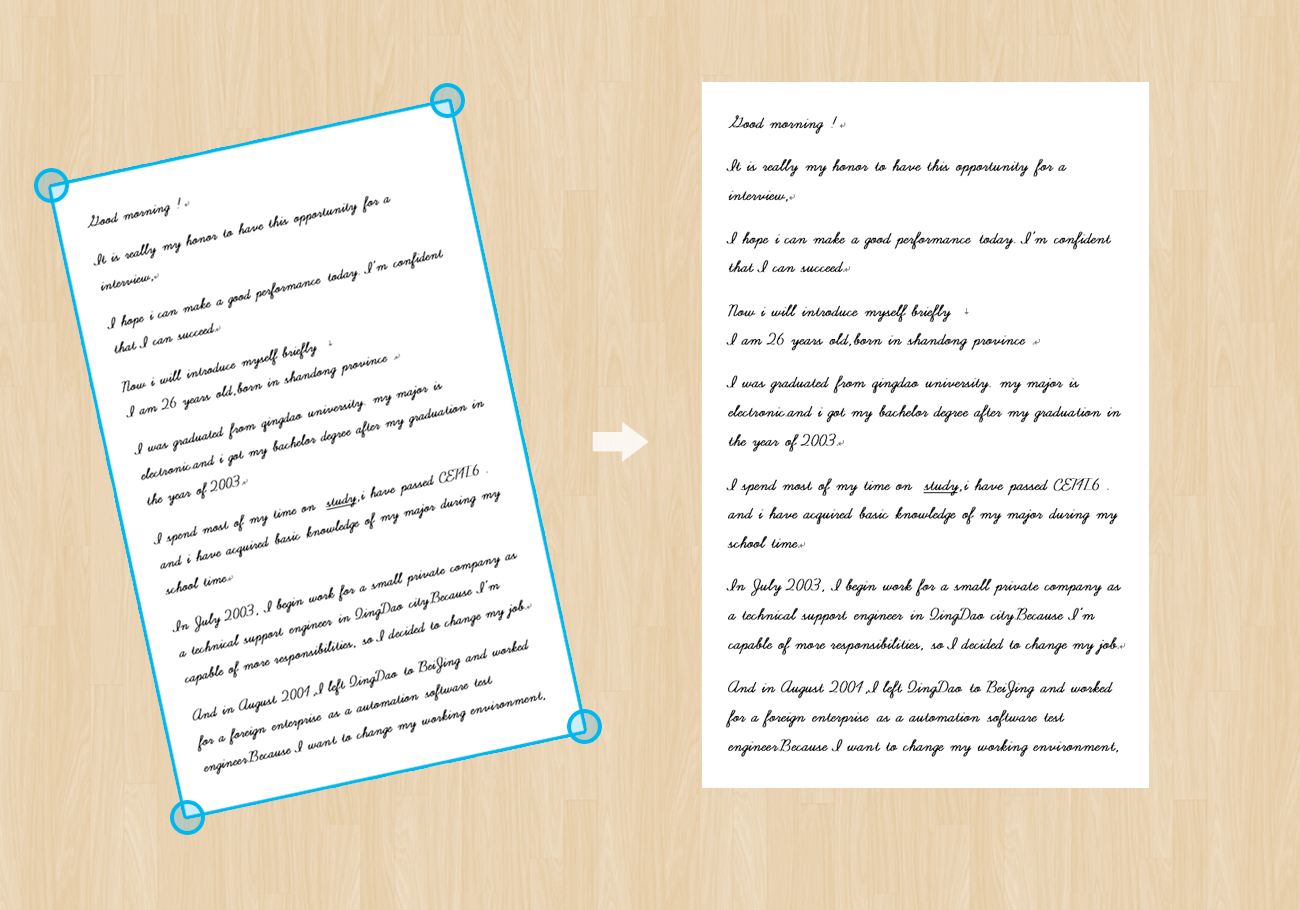 Good morning !
It is really my honor to have this opportunity for a
interview.
I hope i can make a good performance today. I'm confident
that I can succeed.
Now i will introduce myself briefly
I am 26 years old,born in shandong province
I was graduated from qingdao university. my major is
electronic.and i got my bachelor degree after my graduation in
the year of 2003.
I spend most of my time on study,i have passed CET4.6 .
and i have acquired basic knowledge of my major during my
school time.
In July 2003, I begin work for a small private company as
a technical support engineer in QingDao city.Because I'm
capable of more responsibilities, so I decided to change my job.
And in August 2004,I left QingDao to BeiJing and worked
for a foreign enterprise as a automation software test
engineer.Because I want to change my working environment,
Good morning !
It is really my honor to have this opportunity for a
interview.
I hope i can make a good performance today. I'm confident
that I can succeed.
Now i will introduce myself briefly
I am 26 years old,born in shandong province
I was graduated from qingdao university. my major is
electronic.and i got my bachelor degree after my graduation in
the year of 2003.
I spend most of my time on study,i have passed CET4.6 .
and i have acquired basic knowledge of my major during my
school time.
In July 2003, I begin work for a small private company as
a technical support engineer in QingDao city.Because I'm
capable of more responsibilities, so I decided to change my job.
And in August 2004,I left QingDao to BeiJing and worked
for a foreign enterprise as a automation software test
engineer.Because I want to change my working environment,